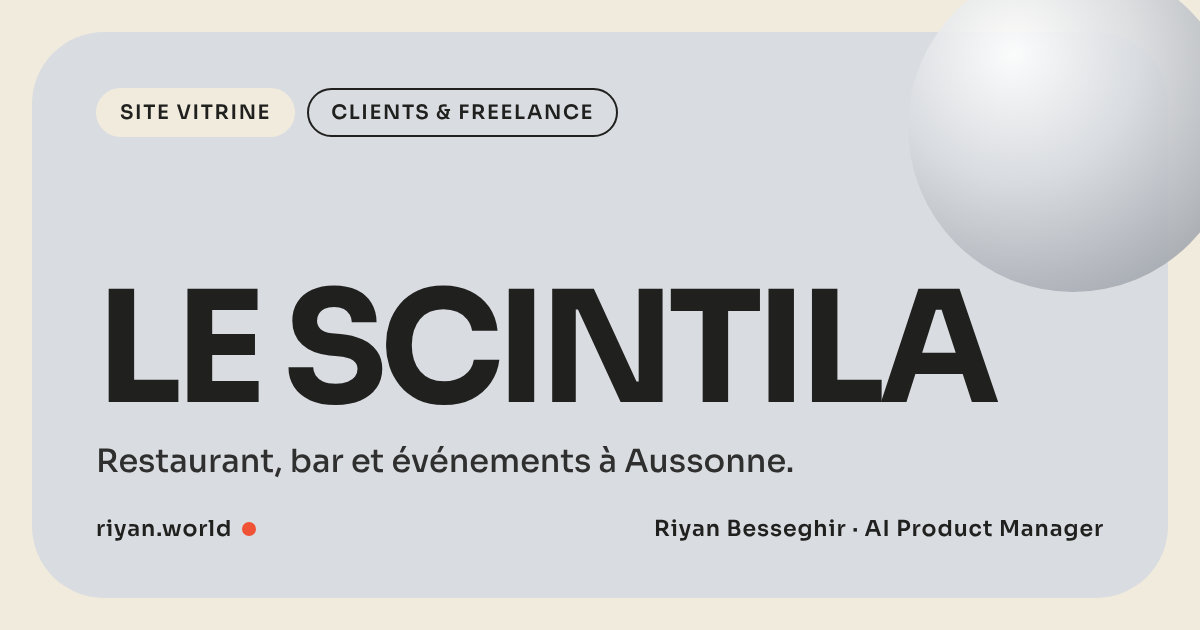 SITE VITRINE
CLIENTS & FREELANCE
LE SCINTILA
Restaurant, bar et événements à Aussonne.
riyan.world
Riyan Besseghir · AI Product Manager